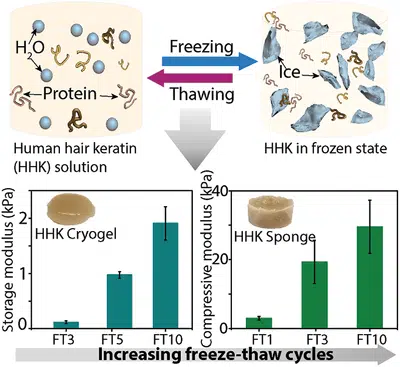 H₂O
Protein
Human hair keratin
(HHK) solution
Freezing
Thawing
Ice
HHK in frozen state
Storage modulus (kPa)
2
1
0
HHK Cryogel
FT3 FT5 FT10
Compressive modulus (kPa)
40
20
0
HHK Sponge
FT1 FT3 FT10
Increasing freeze-thaw cycles